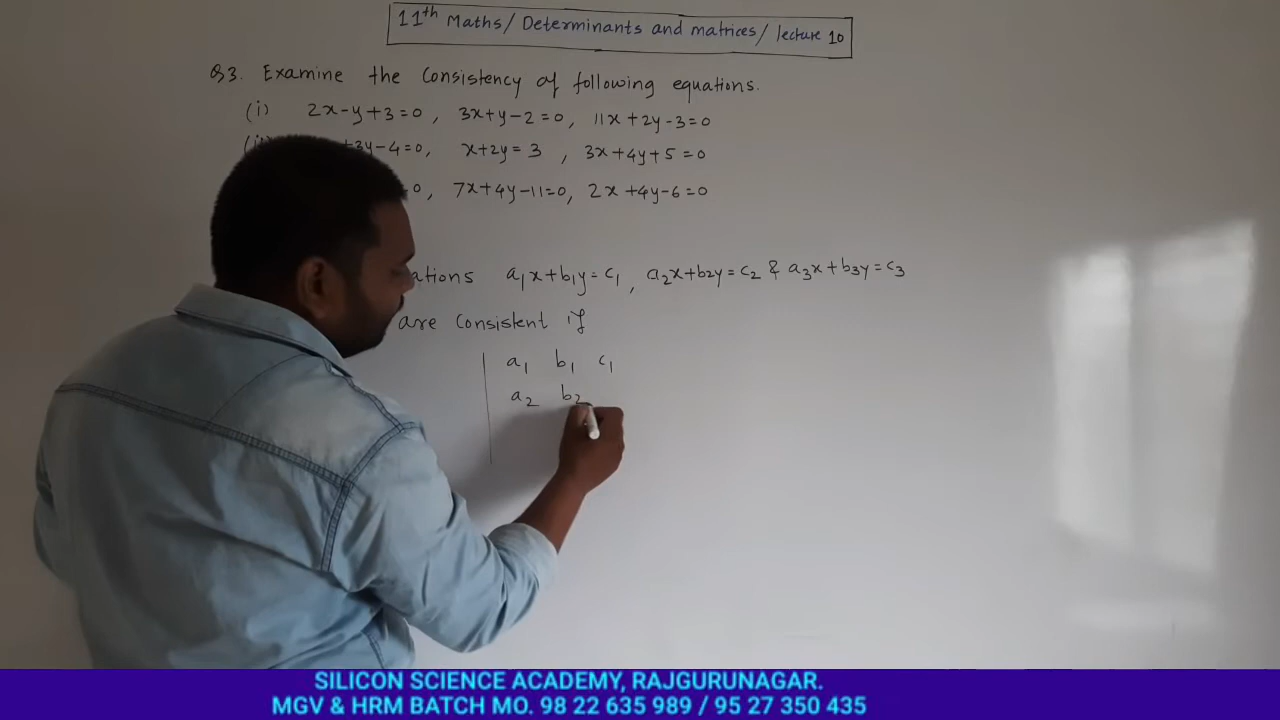 11th Maths/ Determinants and matrices/ lecture 10
Q3. Examine the Consistency of following equations.
(i) 2x-y+3=0, 3x+y-2=0, 11x+2y-3=0
+3y-4=0, x+2y=3, 3x+4y+5=0
=0, 7x+4y-11=0, 2x+4y-6=0
ations a₁x+b₁y=c₁, a₂x+b₂y=c₂ & a₃x+b₃y=c₃
are consistent if
a₁ b₁ c₁
a₂ b₂
SILICON SCIENCE ACADEMY, RAJGURUNAGAR.
MGV & HRM BATCH MO. 98 22 635 989 / 95 27 350 435